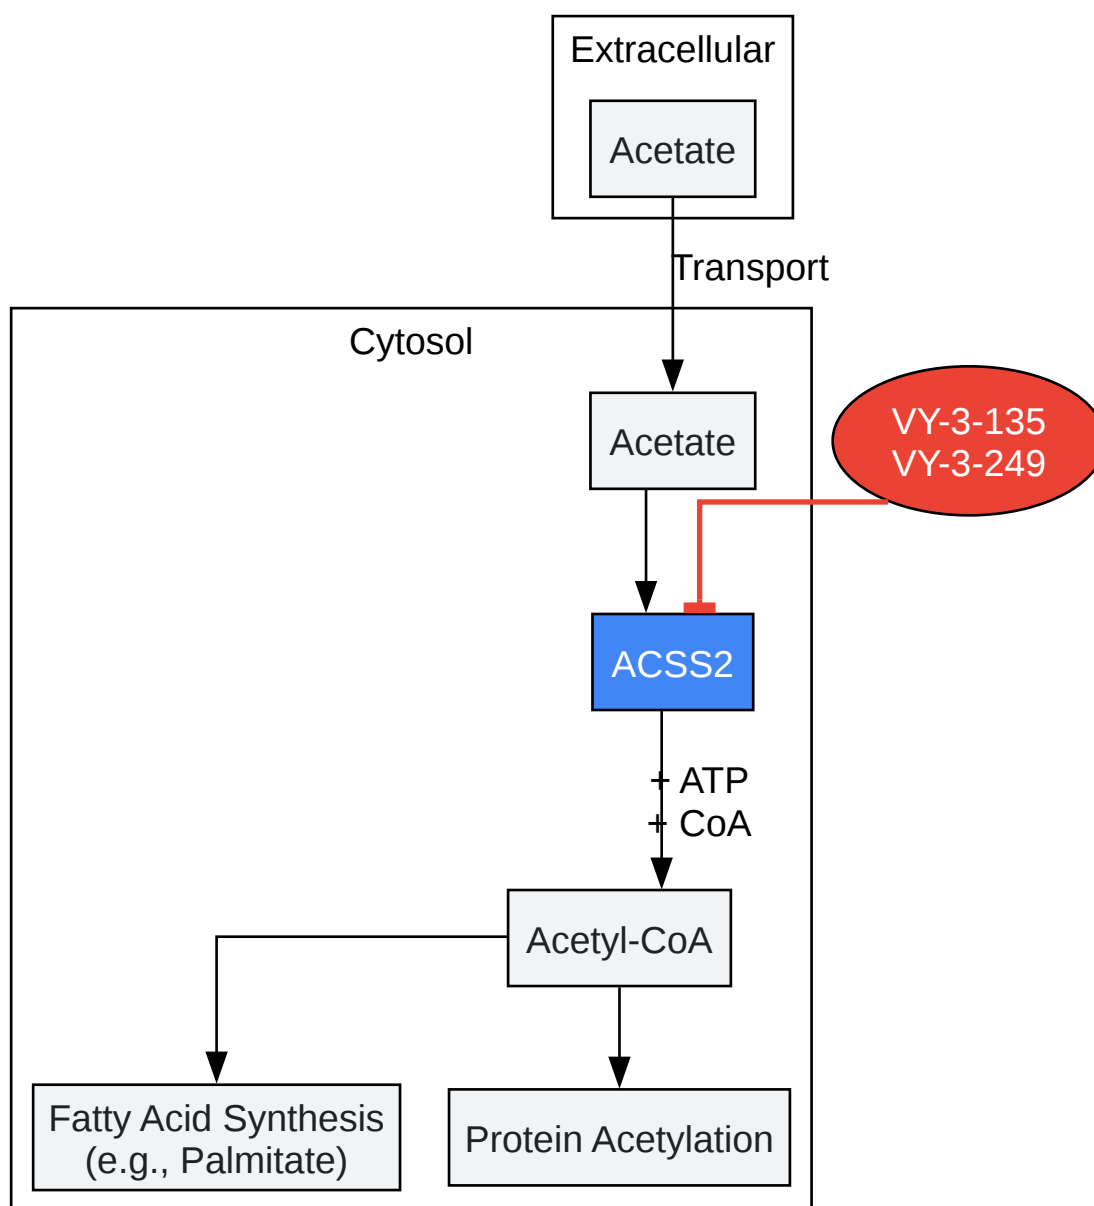 Extracellular
Acetate
Transport
Cytosol
Acetate
VY-3-135
VY-3-249
ACSS2
+ ATP
+ CoA
Acetyl-CoA
Fatty Acid Synthesis
(e.g., Palmitate)
Protein Acetylation